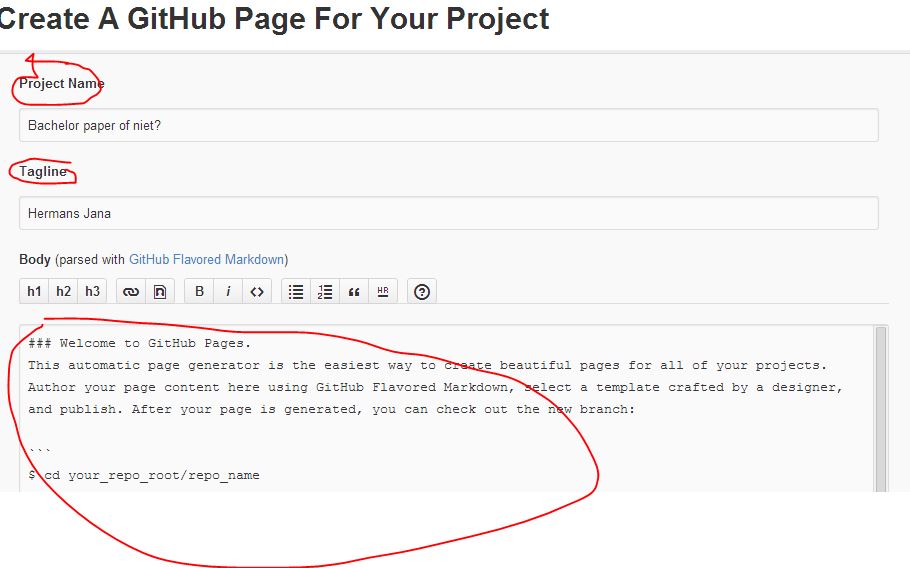 Create A GitHub Page For Your Project
Project Name
Bachelor paper of niet?
Tagline
Hermans Jana
Body (parsed with GitHub Flavored Markdown)
h1 h2 h3 B i <> “ HR ?
### Welcome to GitHub Pages.
This automatic page generator is the easiest way to create beautiful pages for all of your projects.
Author your page content here using GitHub Flavored Markdown, select a template crafted by a designer,
and publish. After your page is generated, you can check out the new branch:
```
$ cd your_repo_root/repo_name